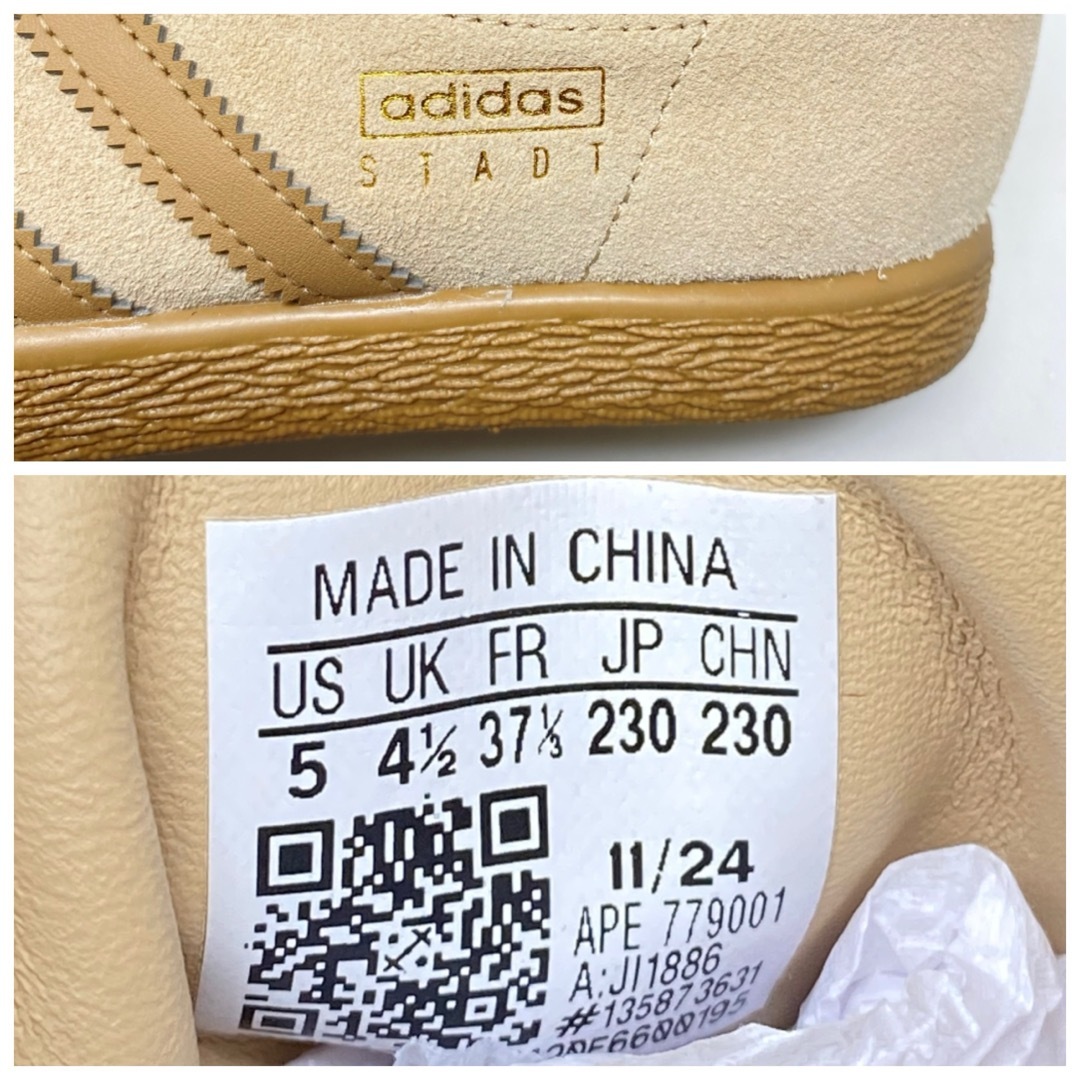 adidas
STADT
MADE IN CHINA
US UK FR JP CHN
5 4½ 37⅓ 230 230
11/24
APE 779001
A:JI1886
#135873631